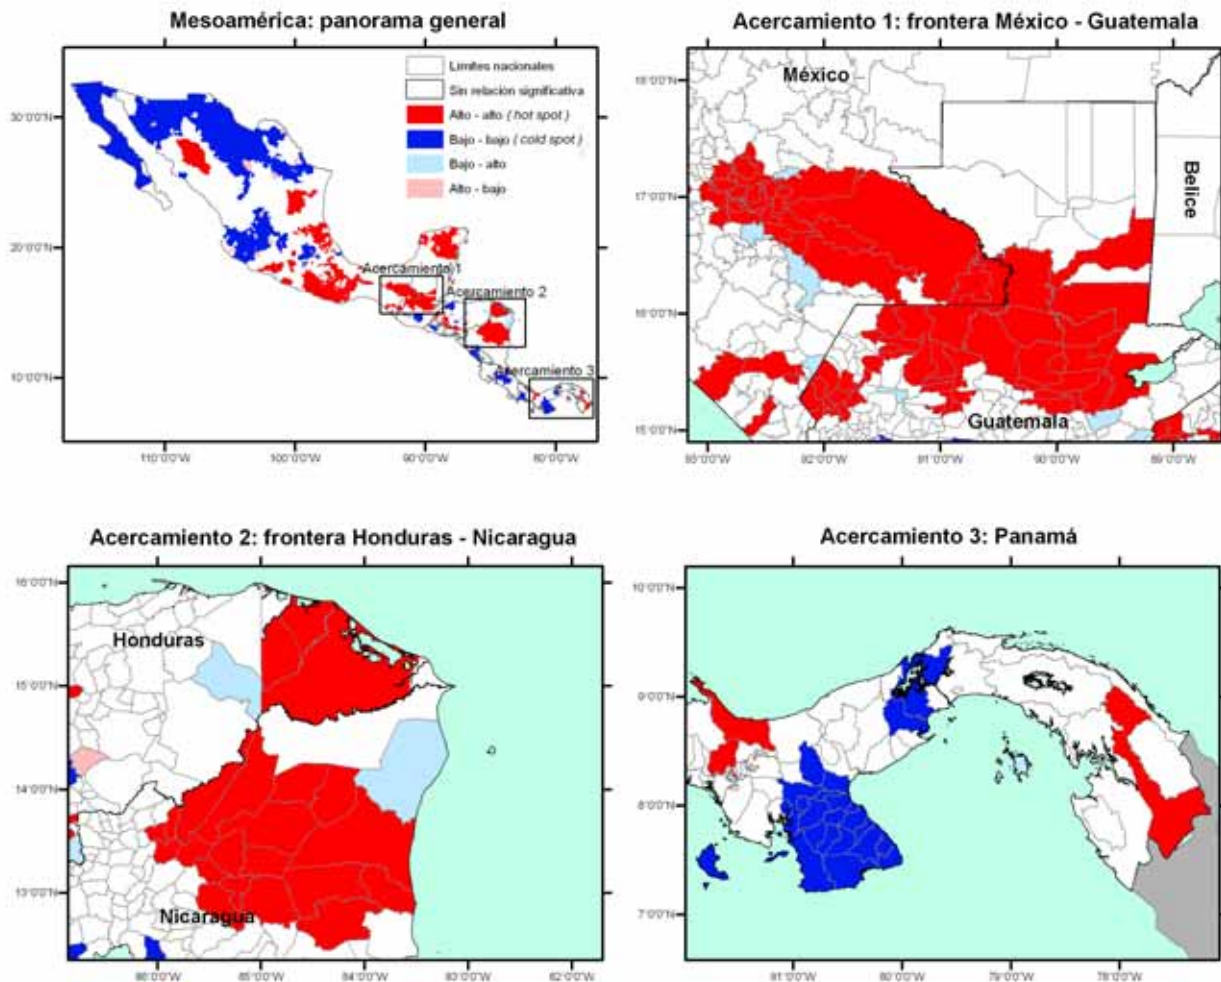 Mesoamérica: panorama general
Límites nacionales
Sin relación significativa
Alto - alto (hot spot)
Bajo - bajo (cold spot)
Bajo - alto
Alto - bajo
30°0'0"N
20°0'0"N
10°0'0"N
Acercamiento 1
Acercamiento 2
Acercamiento 3
110°0'0"W
100°0'0"W
90°0'0"W
80°0'0"W
Acercamiento 1: frontera México - Guatemala
México
Belice
Guatemala
18°0'0"N
17°0'0"N
16°0'0"N
15°0'0"N
93°0'0"W
92°0'0"W
91°0'0"W
90°0'0"W
89°0'0"W
Acercamiento 2: frontera Honduras - Nicaragua
Honduras
Nicaragua
16°0'0"N
15°0'0"N
14°0'0"N
13°0'0"N
86°0'0"W
85°0'0"W
84°0'0"W
83°0'0"W
82°0'0"W
Acercamiento 3: Panamá
10°0'0"N
9°0'0"N
8°0'0"N
7°0'0"N
81°0'0"W
80°0'0"W
79°0'0"W
78°0'0"W